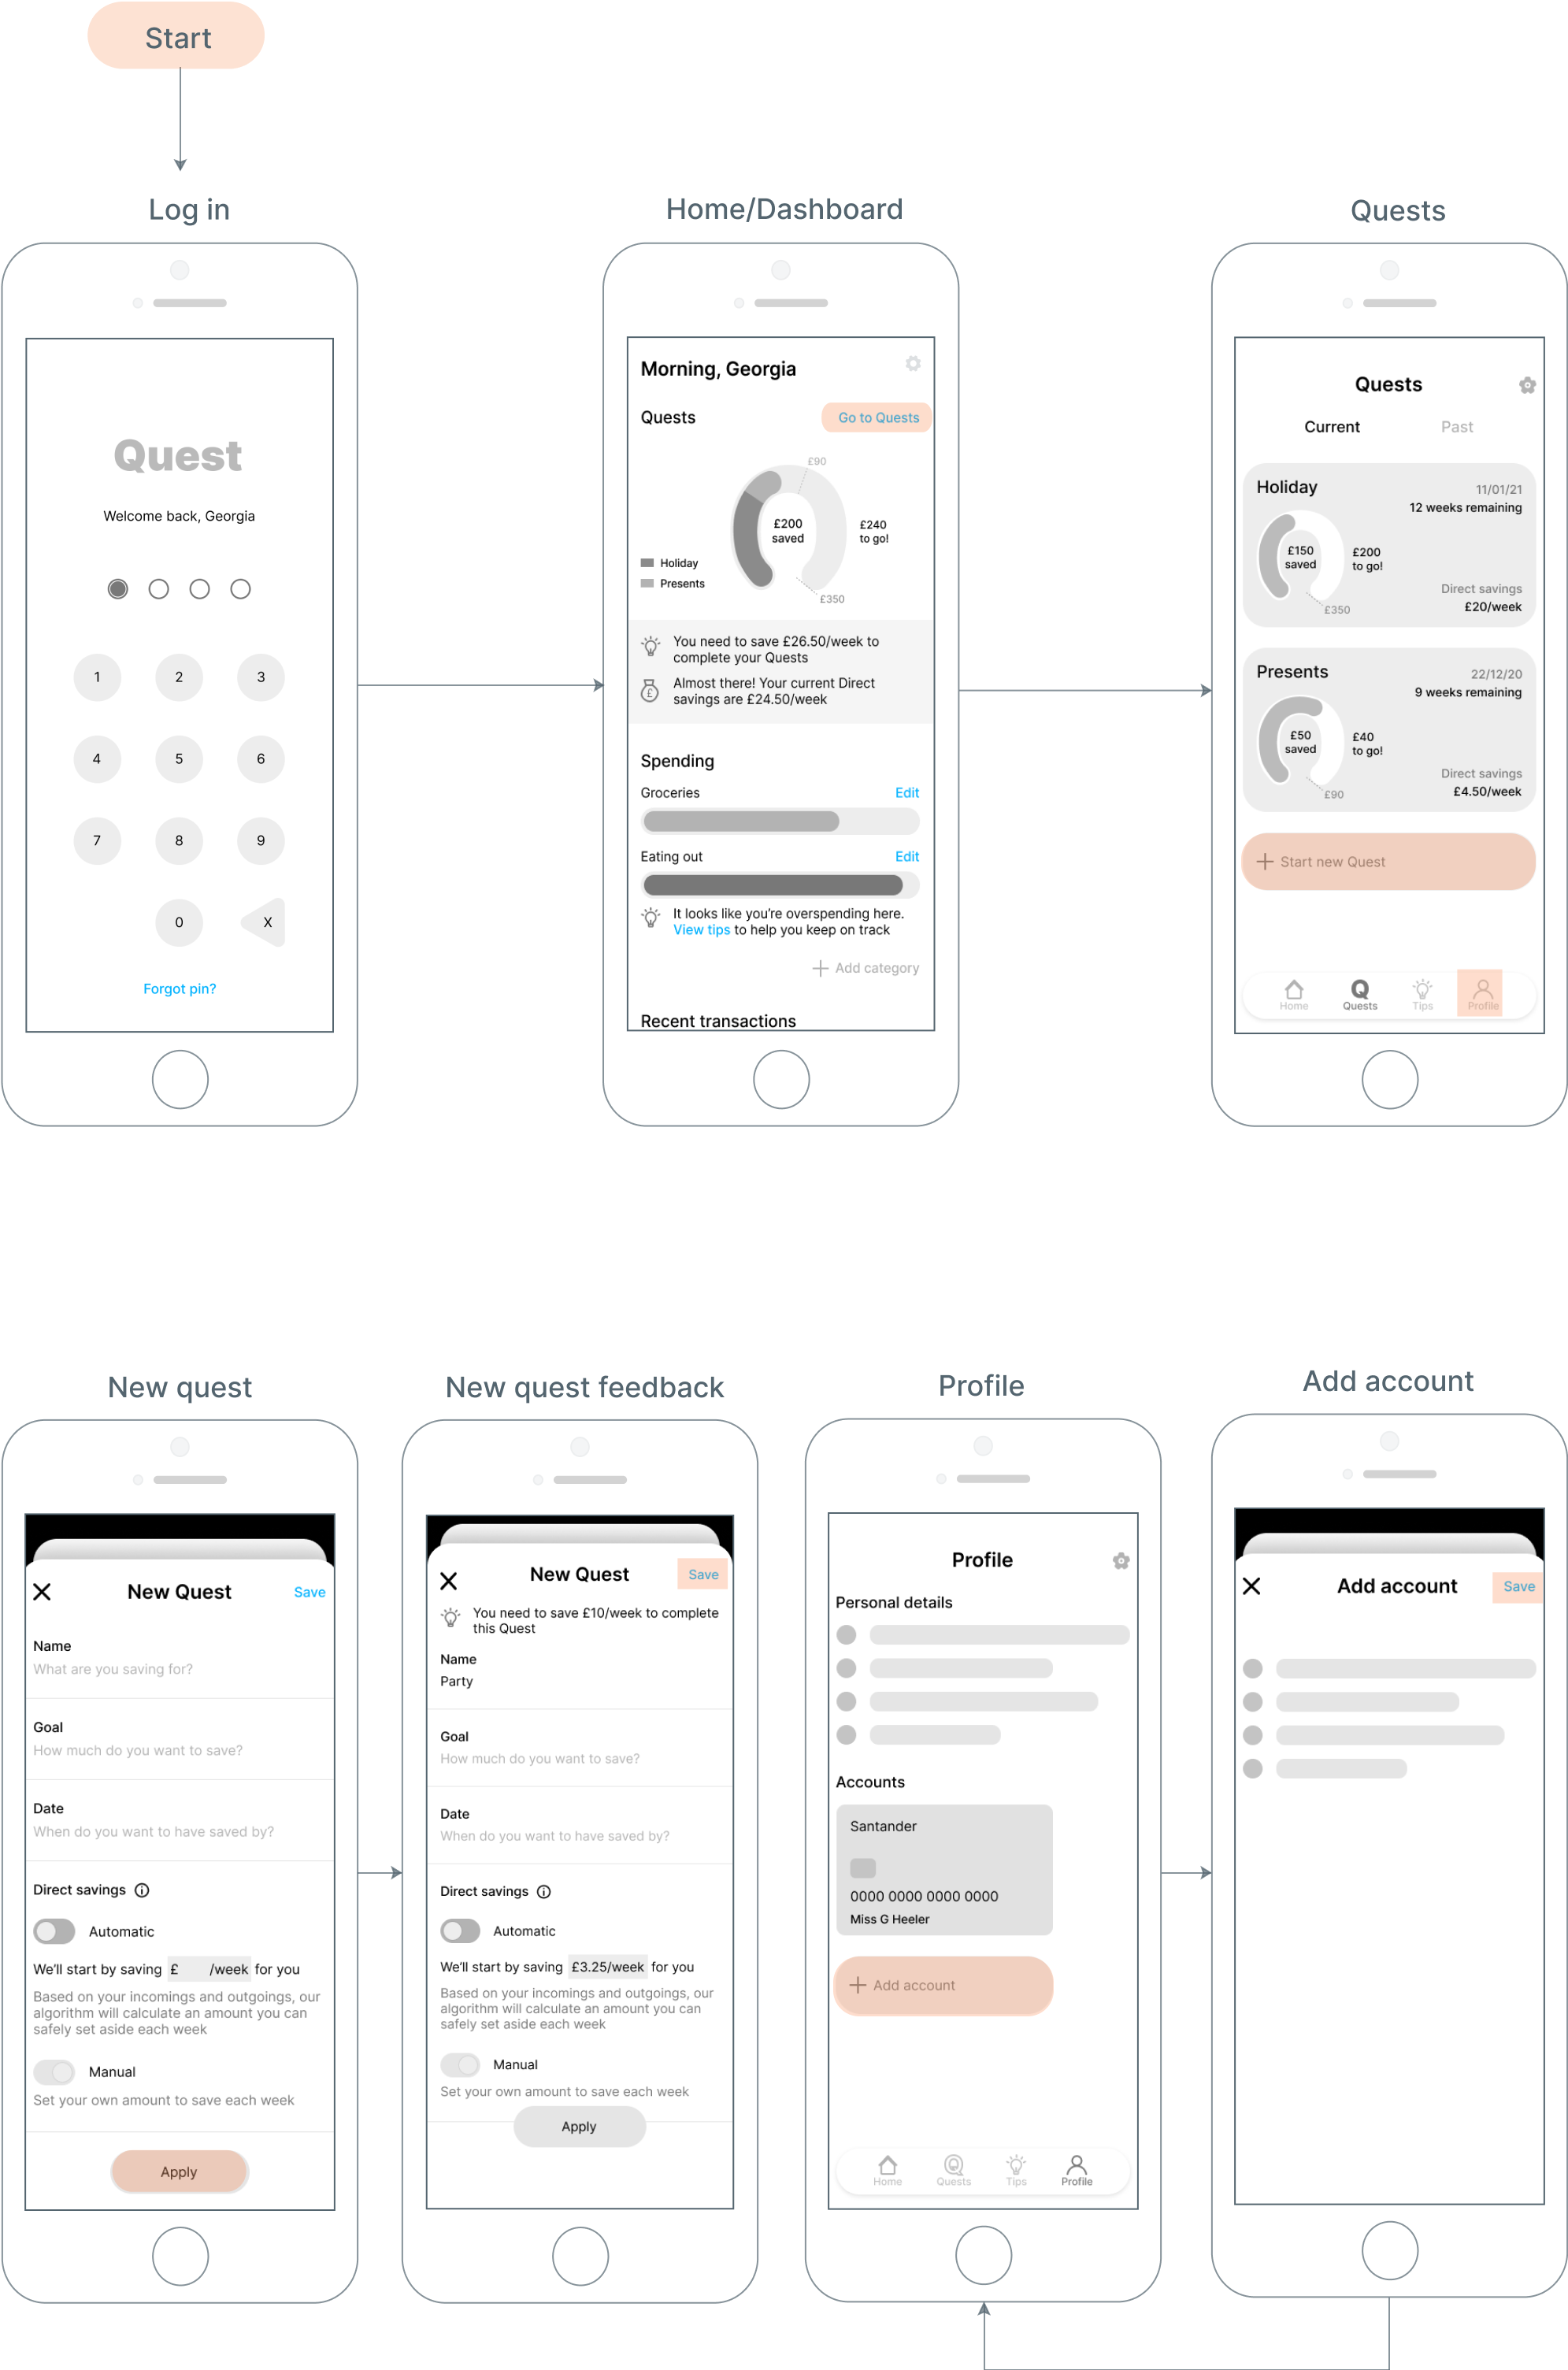 Start
Log in
Quest
Welcome back, Georgia
1 2 3
4 5 6
7 8 9
0 X
Forgot pin?
Home/Dashboard
Morning, Georgia
Quests Go to Quests
£90
£200
saved
£240
to go!
Holiday
Presents
£350
You need to save £26.50/week to
complete your Quests
£
Almost there! Your current Direct
savings are £24.50/week
Spending
Groceries Edit
Eating out Edit
It looks like you're overspending here.
View tips to help you keep on track
Add category
Recent transactions
Quests
Quests
Current Past
Holiday 11/01/21
12 weeks remaining
£150
saved
£200
to go!
£350
Direct savings
£20/week
Presents 22/12/20
9 weeks remaining
£50
saved
£40
to go!
£90
Direct savings
£4.50/week
Start new Quest
Q
Home Quests Tips Profile
New quest
New Quest Save
Name
What are you saving for?
Goal
How much do you want to save?
Date
When do you want to have saved by?
Direct savings
Automatic
We'll start by saving £ /week for you
Based on your incomings and outgoings, our
algorithm will calculate an amount you can
safely set aside each week
Manual
Set your own amount to save each week
Apply
New quest feedback
New Quest Save
You need to save £10/week to complete
this Quest
Name
Party
Goal
How much do you want to save?
Date
When do you want to have saved by?
Direct savings
Automatic
We'll start by saving £3.25/week for you
Based on your incomings and outgoings, our
algorithm will calculate an amount you can
safely set aside each week
Manual
Set your own amount to save each week
Apply
Profile
Profile
Personal details
Accounts
Santander
0000 0000 0000 0000
Miss G Heeler
Add account
Q
Home Quests Tips Profile
Add account
Add account Save